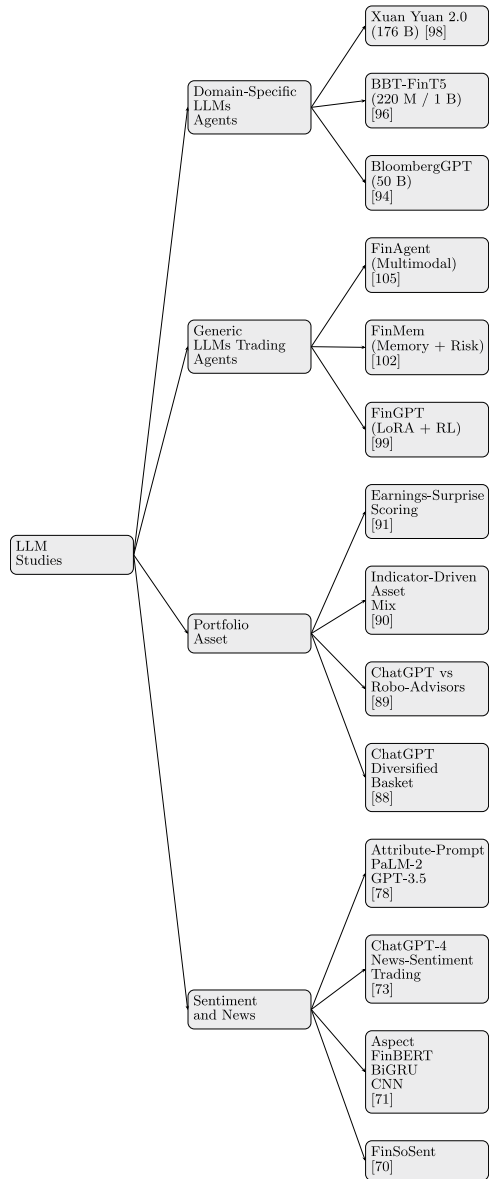 LLM
Studies
Domain-Specific
LLMs
Agents
Xuan Yuan 2.0
(176 B) [98]
BBT-FinT5
(220 M / 1 B)
[96]
BloombergGPT
(50 B)
[94]
Generic
LLMs Trading
Agents
FinAgent
(Multimodal)
[105]
FinMem
(Memory + Risk)
[102]
FinGPT
(LoRA + RL)
[99]
Portfolio
Asset
Earnings-Surprise
Scoring
[91]
Indicator-Driven
Asset
Mix
[90]
ChatGPT vs
Robo-Advisors
[89]
ChatGPT
Diversified
Basket
[88]
Sentiment
and News
Attribute-Prompt
PaLM-2
GPT-3.5
[78]
ChatGPT-4
News-Sentiment
Trading
[73]
Aspect
FinBERT
BiGRU
CNN
[71]
FinSoSent
[70]